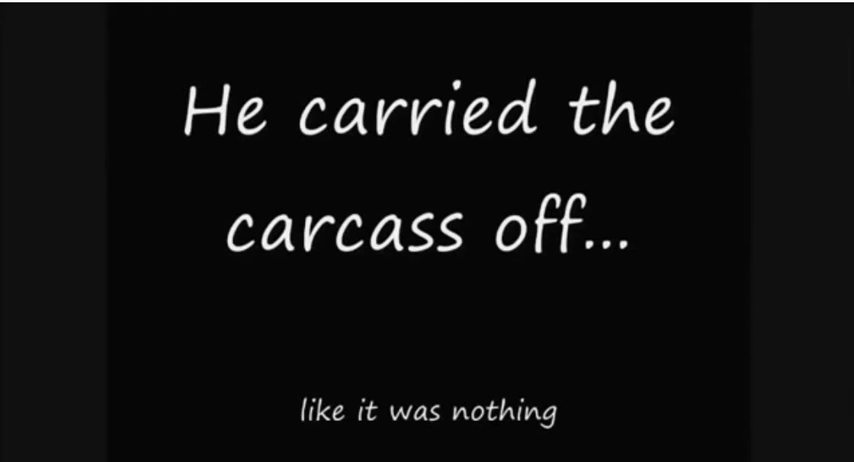 He carried the
carcass off...
like it was nothing